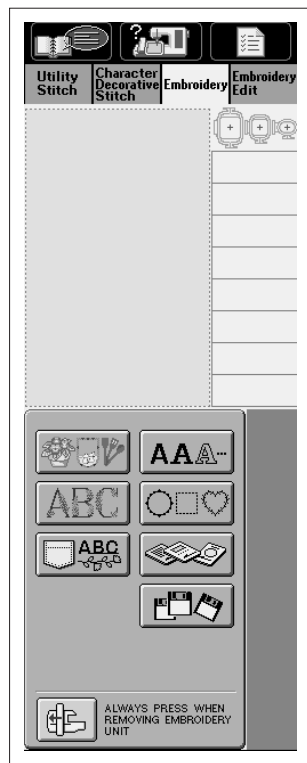 Utility
Stitch
Character
Decorative
Stitch
Embroidery
Embroidery
Edit
AAA
ABC
ABC
ALWAYS PRESS WHEN
REMOVING EMBROIDERY
UNIT